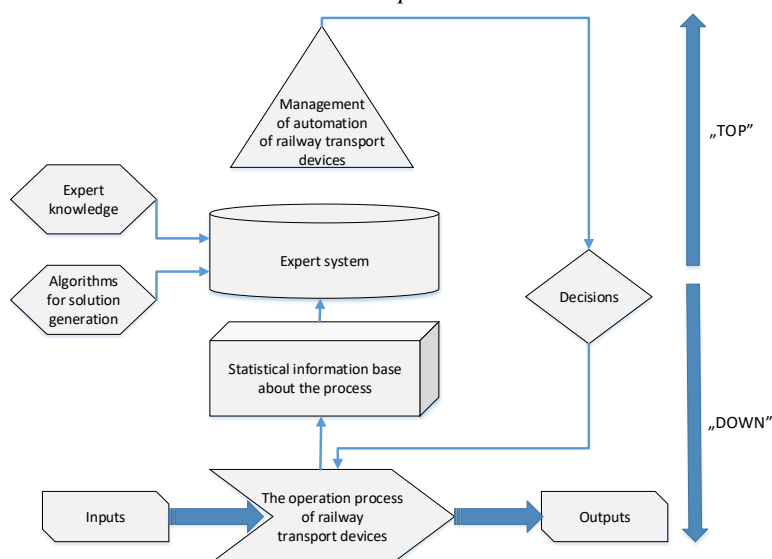 Management
of automation
of railway transport
devices
„TOP”
Expert
knowledge
Expert system
Algorithms
for solution
generation
Decisions
Statistical information base
about the process
„DOWN”
Inputs
The operation process
of railway
transport devices
Outputs